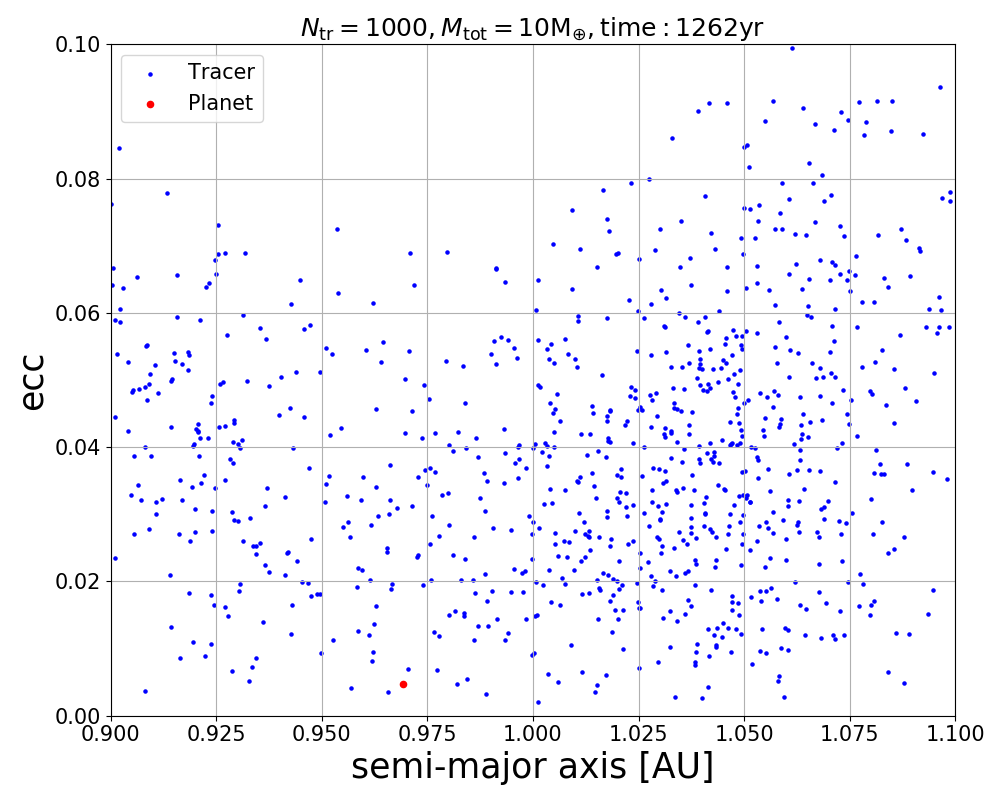 N_tr = 1000, M_tot = 10M_⊕, time : 1262yr
Tracer
Planet
ecc
0.10
0.08
0.06
0.04
0.02
0.00
0.900 0.925 0.950 0.975 1.000 1.025 1.050 1.075 1.100
semi-major axis [AU]